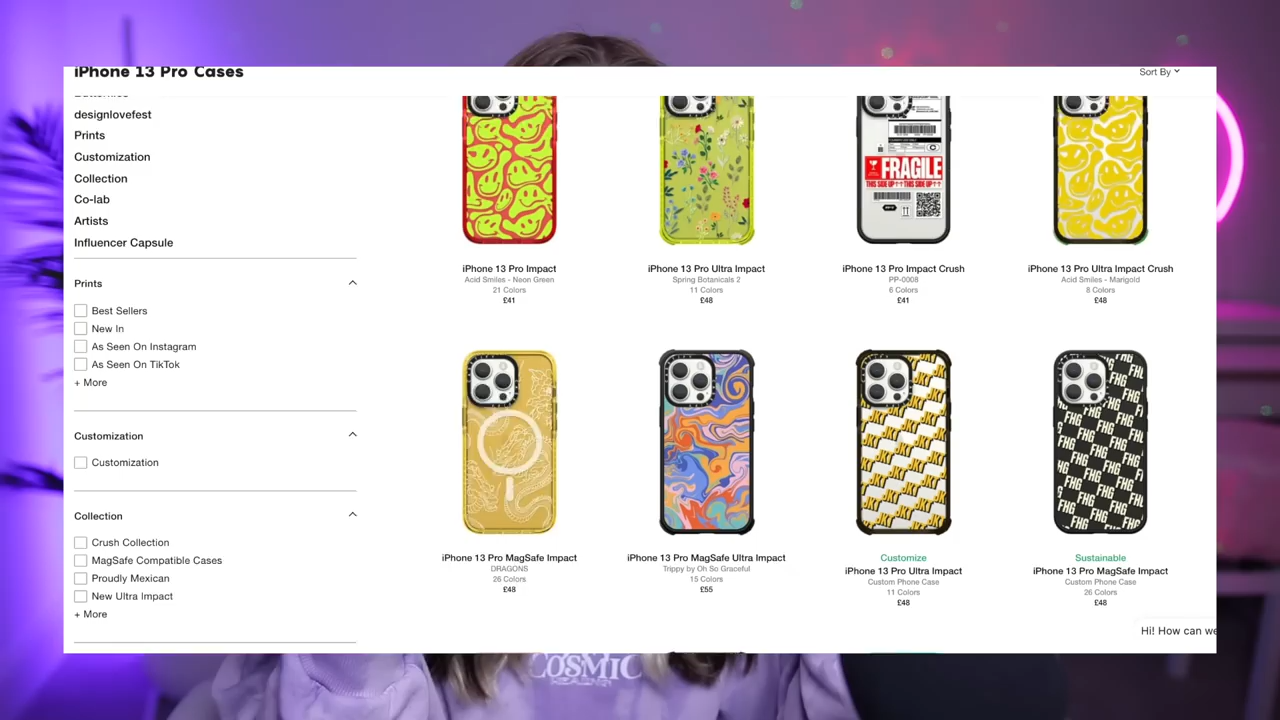 iPhone 13 Pro Cases
Sort By
designlovefest
Prints
Customization
Collection
Co-lab
Artists
Influencer Capsule
Prints
Best Sellers
New In
As Seen On Instagram
As Seen On TikTok
+ More
Customization
Customization
Collection
Crush Collection
MagSafe Compatible Cases
Proudly Mexican
New Ultra Impact
+ More
FRAGILE
THIS SIDE UP↑↑THIS SIDE UP↑↑
iPhone 13 Pro Impact
Acid Smiles - Neon Green
21 Colors
£41
iPhone 13 Pro Ultra Impact
Spring Botanicals 2
11 Colors
£48
iPhone 13 Pro Impact Crush
PP-0008
6 Colors
£41
iPhone 13 Pro Ultra Impact Crush
Acid Smiles - Marigold
8 Colors
£48
JKT
FHG
iPhone 13 Pro MagSafe Impact
DRAGONS
26 Colors
£48
iPhone 13 Pro MagSafe Ultra Impact
Trippy by Oh So Graceful
15 Colors
£55
Customize
iPhone 13 Pro Ultra Impact
Custom Phone Case
11 Colors
£48
Sustainable
iPhone 13 Pro MagSafe Impact
Custom Phone Case
26 Colors
£48
Hi! How can we
COSMIC